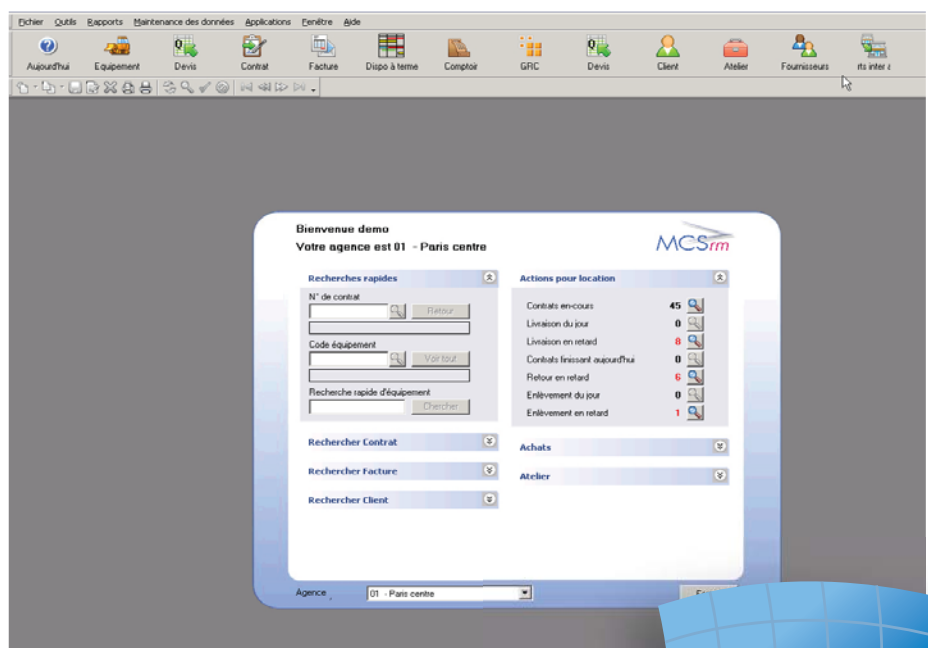 Fichier Outils Rapports Maintenance des données Applications Fenêtre Aide
Aujourd'hui Equipement Devis Contrat Facture Dispo à terme Comptoir GRC Devis Client Atelier Fournisseurs rts inter a
Bienvenue demo
Votre agence est 01 - Paris centre
MCSrm
Recherches rapides
N° de contrat
Retour
Code équipement
Voir tout
Recherche rapide d'équipement
Chercher
Rechercher Contrat
Rechercher Facture
Rechercher Client
Actions pour location
Contrats en-cours 45
Livraison du jour 0
Livraison en retard 8
Contrats finissant aujourd'hui 0
Retour en retard 6
Enlèvement du jour 0
Enlèvement en retard 1
Achats
Atelier
Agence 01 - Paris centre